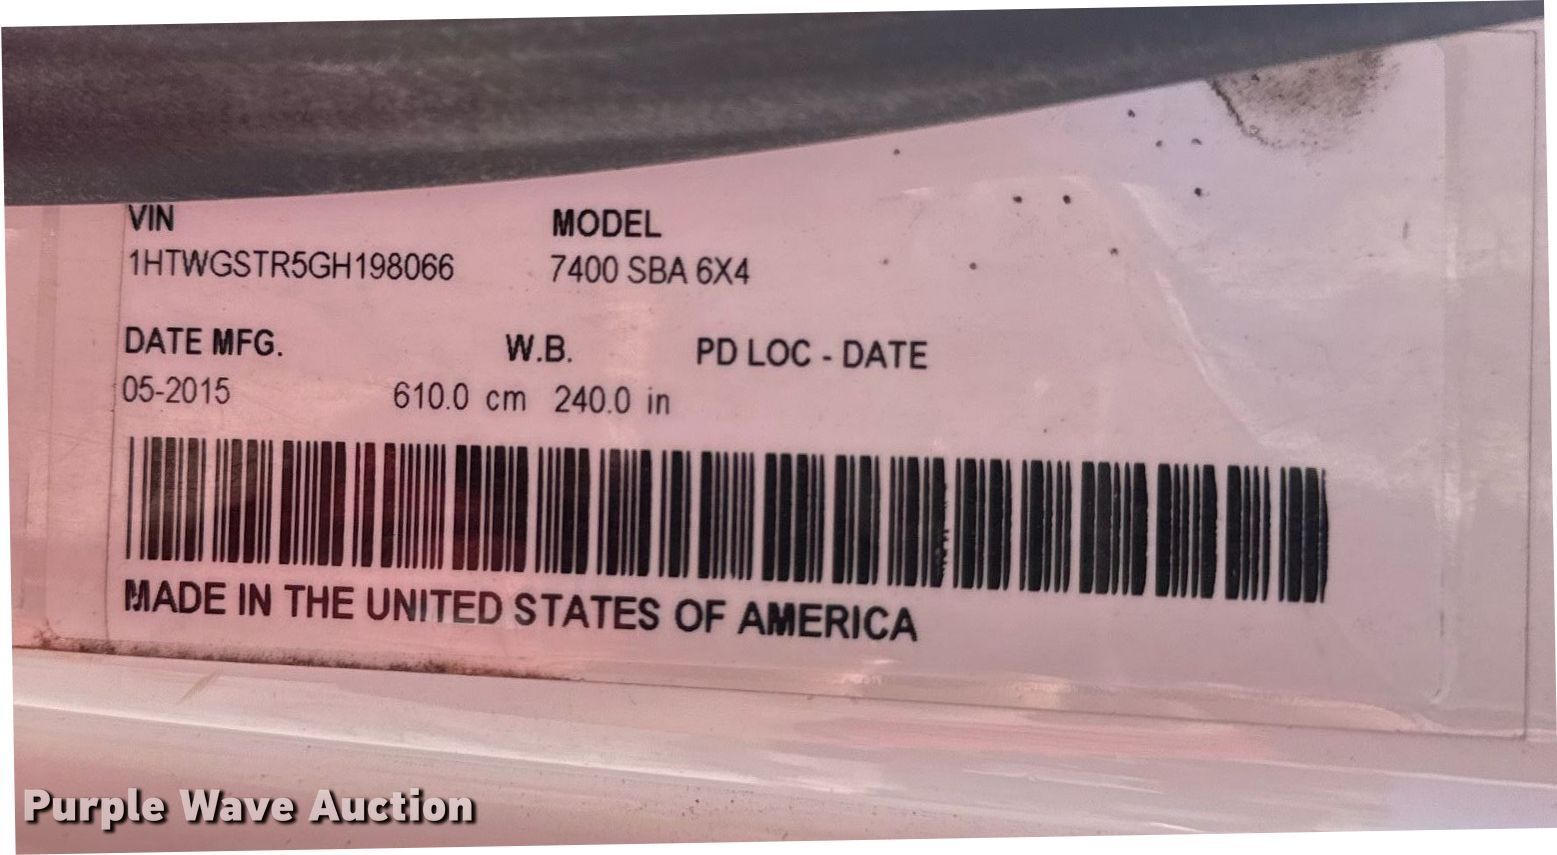 VIN MODEL
1HTWGSTR5GH198066 7400 SBA 6X4
DATE MFG. W.B. PD LOC - DATE
05-2015 610.0 cm 240.0 in
MADE IN THE UNITED STATES OF AMERICA
Purple Wave Auction